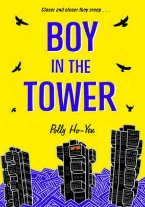 Closer and closer they creep . . .
BOY
IN THE
TOWER
Polly Ho-Yen